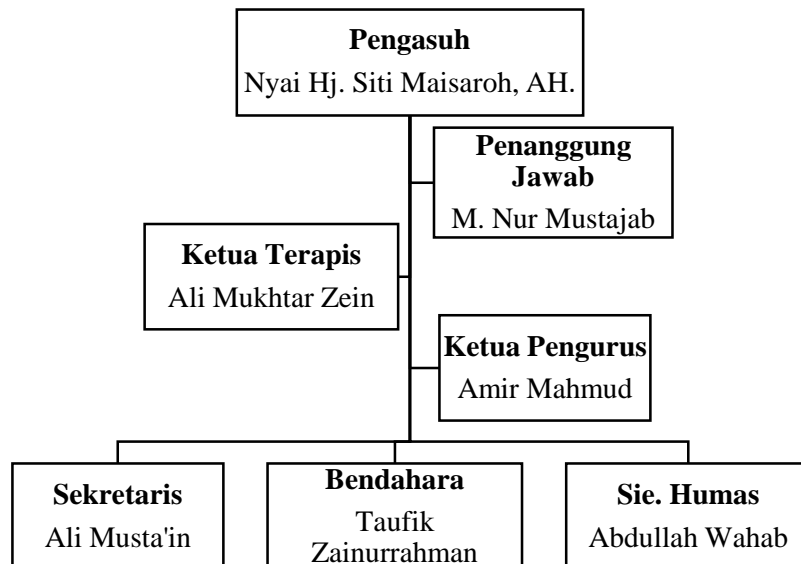 Pengasuh
Nyai Hj. Siti Maisaroh, AH.
Penanggung
Jawab
M. Nur Mustajab
Ketua Terapis
Ali Mukhtar Zein
Ketua Pengurus
Amir Mahmud
Sekretaris
Ali Musta'in
Bendahara
Taufik
Zainurrahman
Sie. Humas
Abdullah Wahab